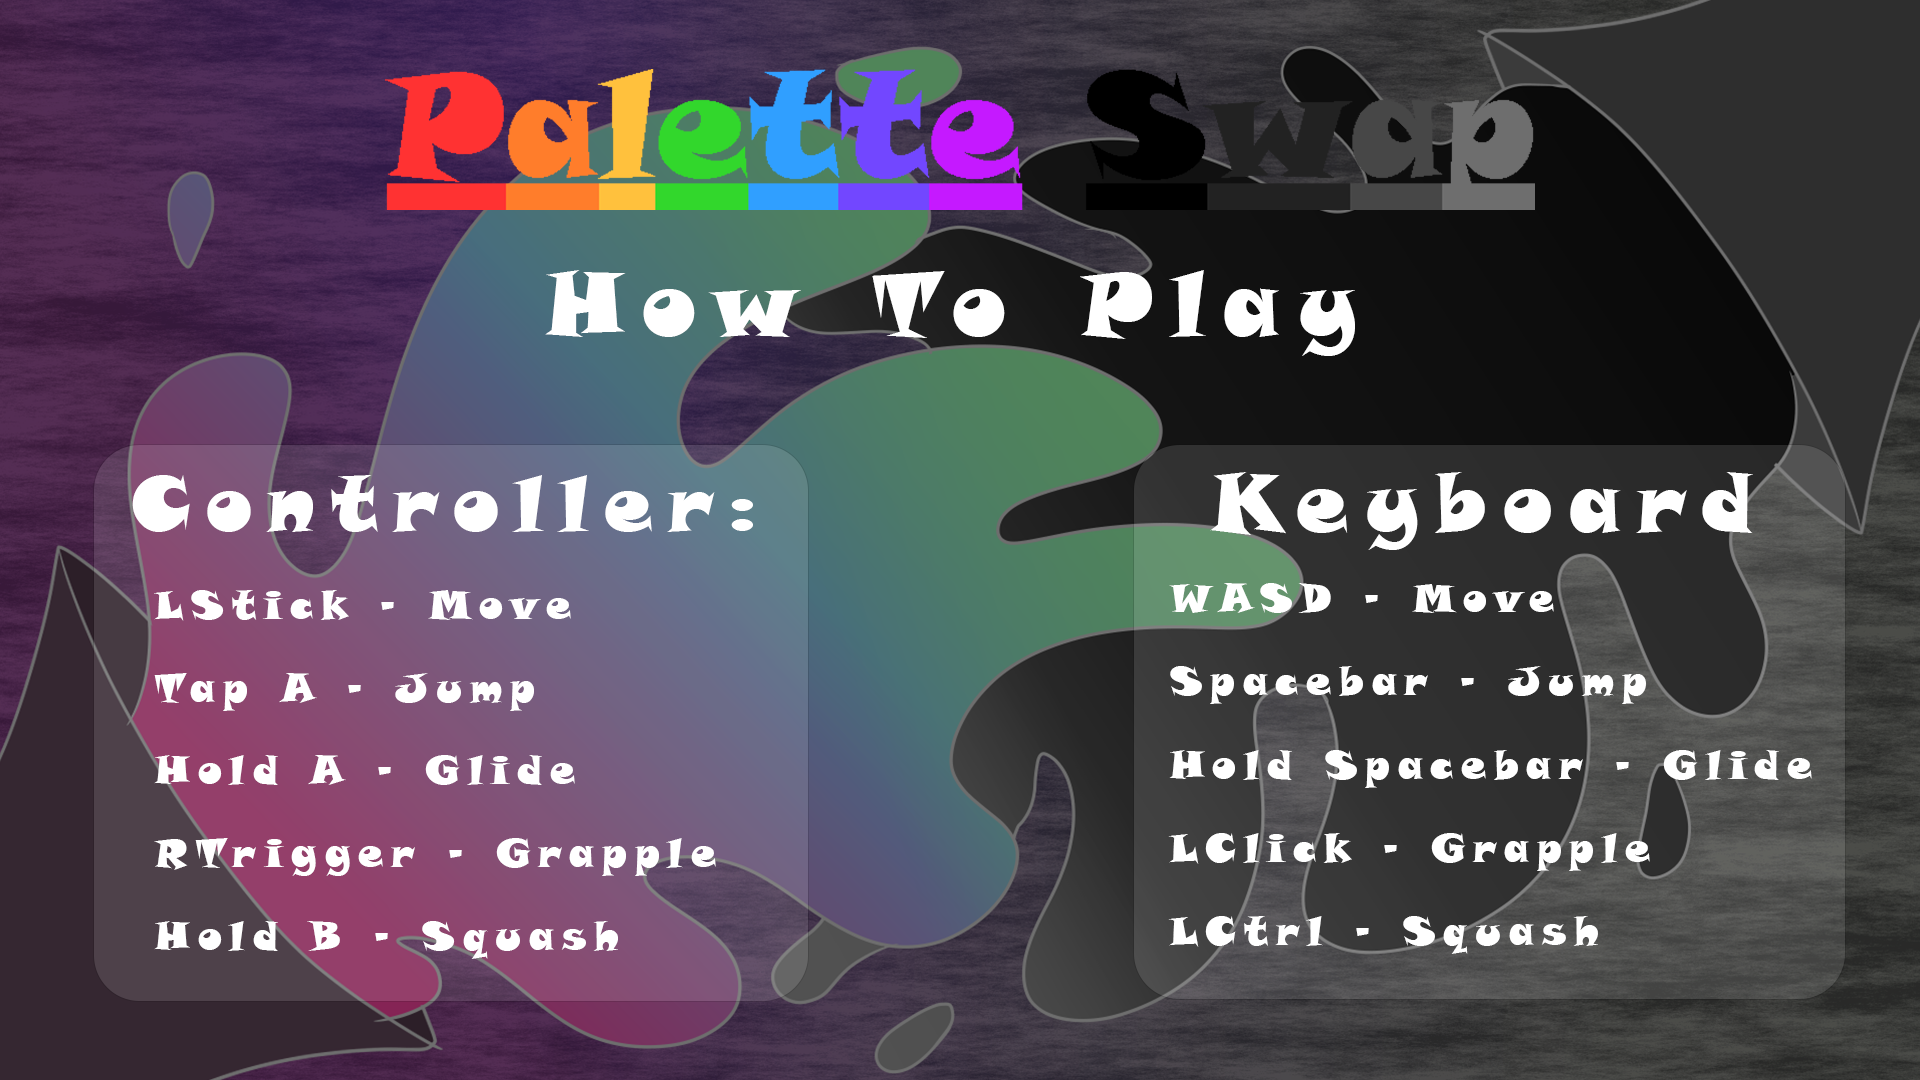 Palette Swap
How To Play
Controller:
LStick - Move
Tap A - Jump
Hold A - Glide
RTrigger - Grapple
Hold B - Squash
Keyboard
WASD - Move
Spacebar - Jump
Hold Spacebar - Glide
LClick - Grapple
LCtrl - Squash